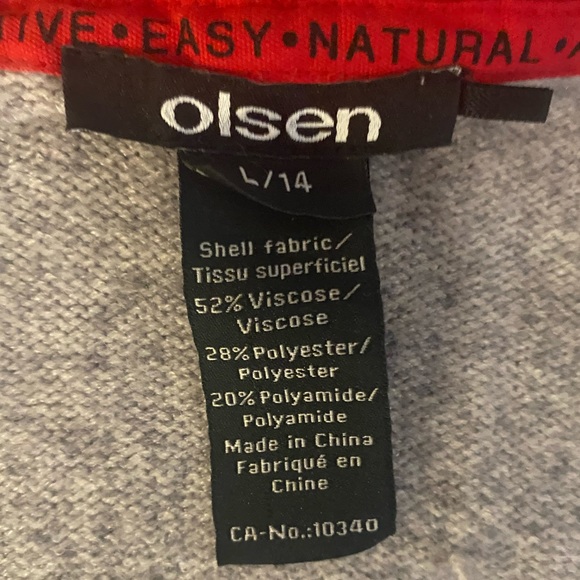 TIVE • EASY • NATURAL •
olsen
L/14
Shell fabric/
Tissu superficiel
52% Viscose/
Viscose
28% Polyester/
Polyester
20% Polyamide/
Polyamide
Made in China
Fabriqué en
Chine
CA-No.:10340